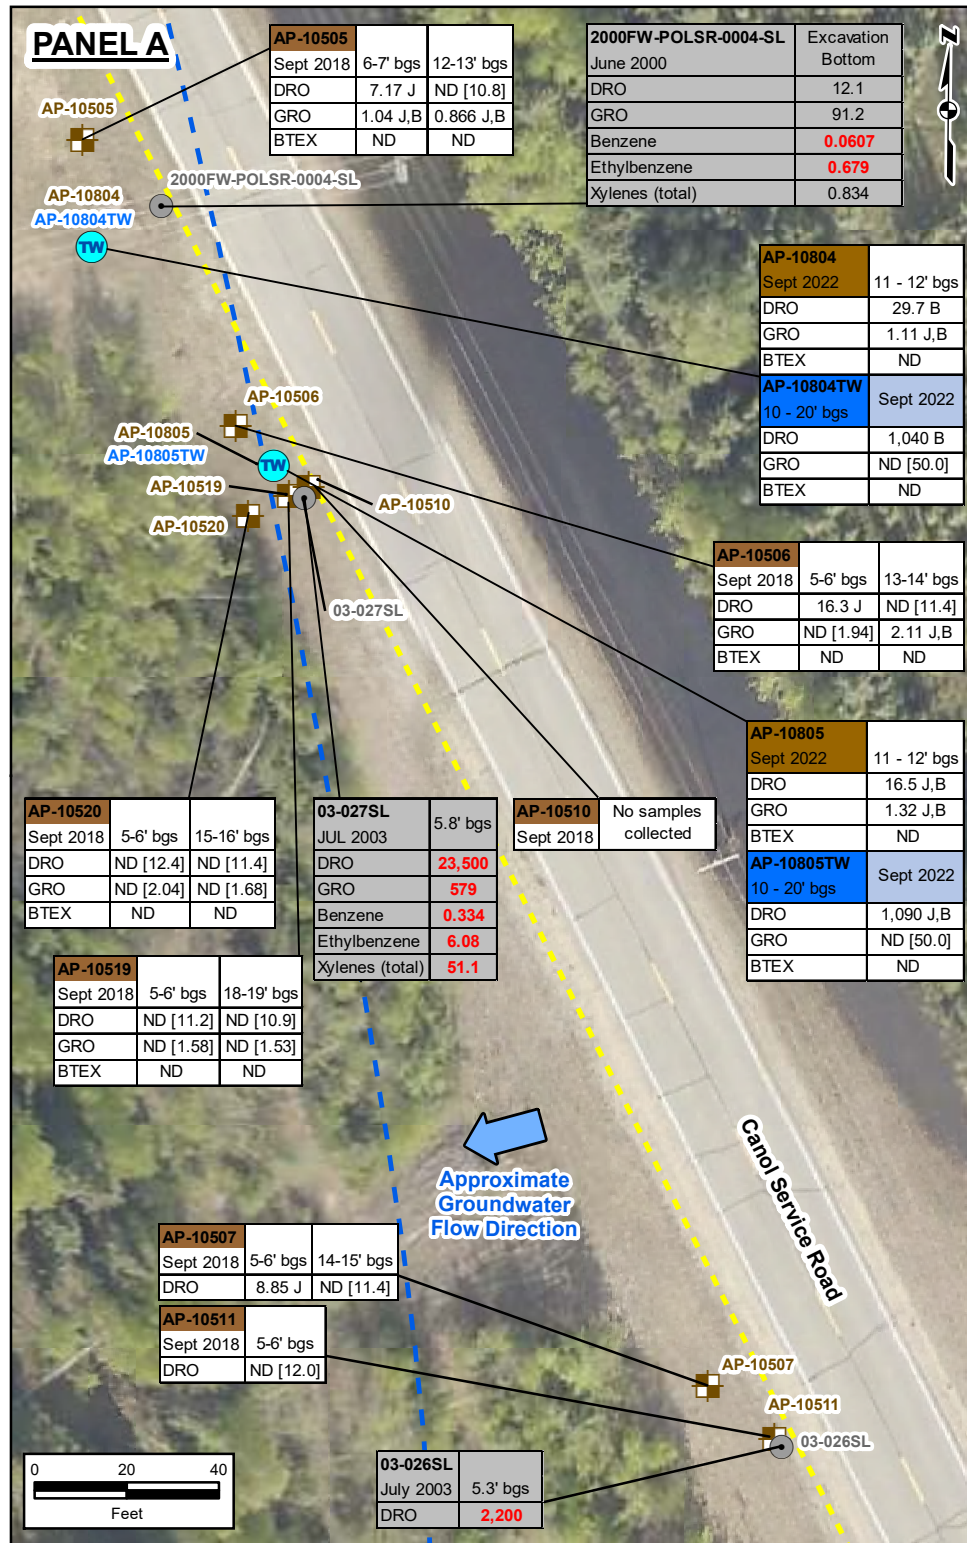 PANEL A
AP-10505
Sept 2018 6-7' bgs 12-13' bgs
DRO 7.17 J ND [10.8]
GRO 1.04 J,B 0.866 J,B
BTEX ND ND
2000FW-POLSR-0004-SL Excavation Bottom
June 2000
DRO 12.1
GRO 91.2
Benzene 0.0607
Ethylbenzene 0.679
Xylenes (total) 0.834
N
AP-10505
2000FW-POLSR-0004-SL
AP-10804
AP-10804TW
TW
AP-10804
Sept 2022 11 - 12' bgs
DRO 29.7 B
GRO 1.11 J,B
BTEX ND
AP-10804TW
10 - 20' bgs Sept 2022
DRO 1,040 B
GRO ND [50.0]
BTEX ND
AP-10506
AP-10805
AP-10805TW
TW
AP-10519
AP-10510
AP-10520
03-027SL
AP-10506
Sept 2018 5-6' bgs 13-14' bgs
DRO 16.3 J ND [11.4]
GRO ND [1.94] 2.11 J,B
BTEX ND ND
AP-10805
Sept 2022 11 - 12' bgs
DRO 16.5 J,B
GRO 1.32 J,B
BTEX ND
AP-10805TW
10 - 20' bgs Sept 2022
DRO 1,090 J,B
GRO ND [50.0]
BTEX ND
AP-10520
Sept 2018 5-6' bgs 15-16' bgs
DRO ND [12.4] ND [11.4]
GRO ND [2.04] ND [1.68]
BTEX ND ND
03-027SL
JUL 2003 5.8' bgs
DRO 23,500
GRO 579
Benzene 0.334
Ethylbenzene 6.08
Xylenes (total) 51.1
AP-10510 No samples collected
Sept 2018
AP-10519
Sept 2018 5-6' bgs 18-19' bgs
DRO ND [11.2] ND [10.9]
GRO ND [1.58] ND [1.53]
BTEX ND ND
Approximate
Groundwater
Flow Direction
Canol Service Road
AP-10507
Sept 2018 5-6' bgs 14-15' bgs
DRO 8.85 J ND [11.4]
AP-10511
Sept 2018 5-6' bgs
DRO ND [12.0]
AP-10507
AP-10511
03-026SL
03-026SL
July 2003 5.3' bgs
DRO 2,200
0 20 40
Feet